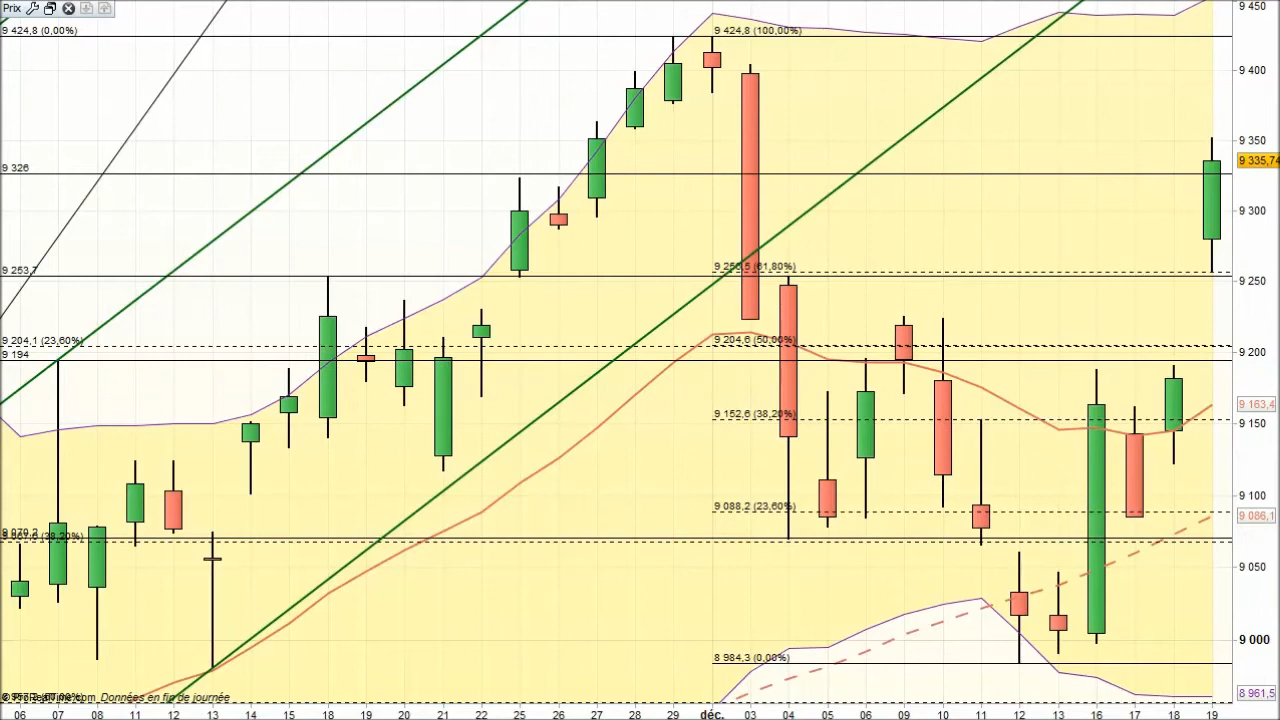 Prix
9 424,8 (0,00%)
9 424,8 (100,00%)
9 326
9 253,7
9 250,5 (61,80%)
9 204,1 (23,60%)
9 204,6 (50,00%)
9 194
9 152,6 (38,20%)
9 088,2 (23,60%)
8 984,3 (0,00%)
ProRealTime.com Données en fin de journée
9 450
9 400
9 350
9 335,74
9 300
9 250
9 200
9 163,4
9 150
9 100
9 086,1
9 050
9 000
8 961,5
06 07 08 11 12 13 14 15 18 19 20 21 22 25 26 27 28 29 déc. 03 04 05 06 09 10 11 12 13 16 17 18 19